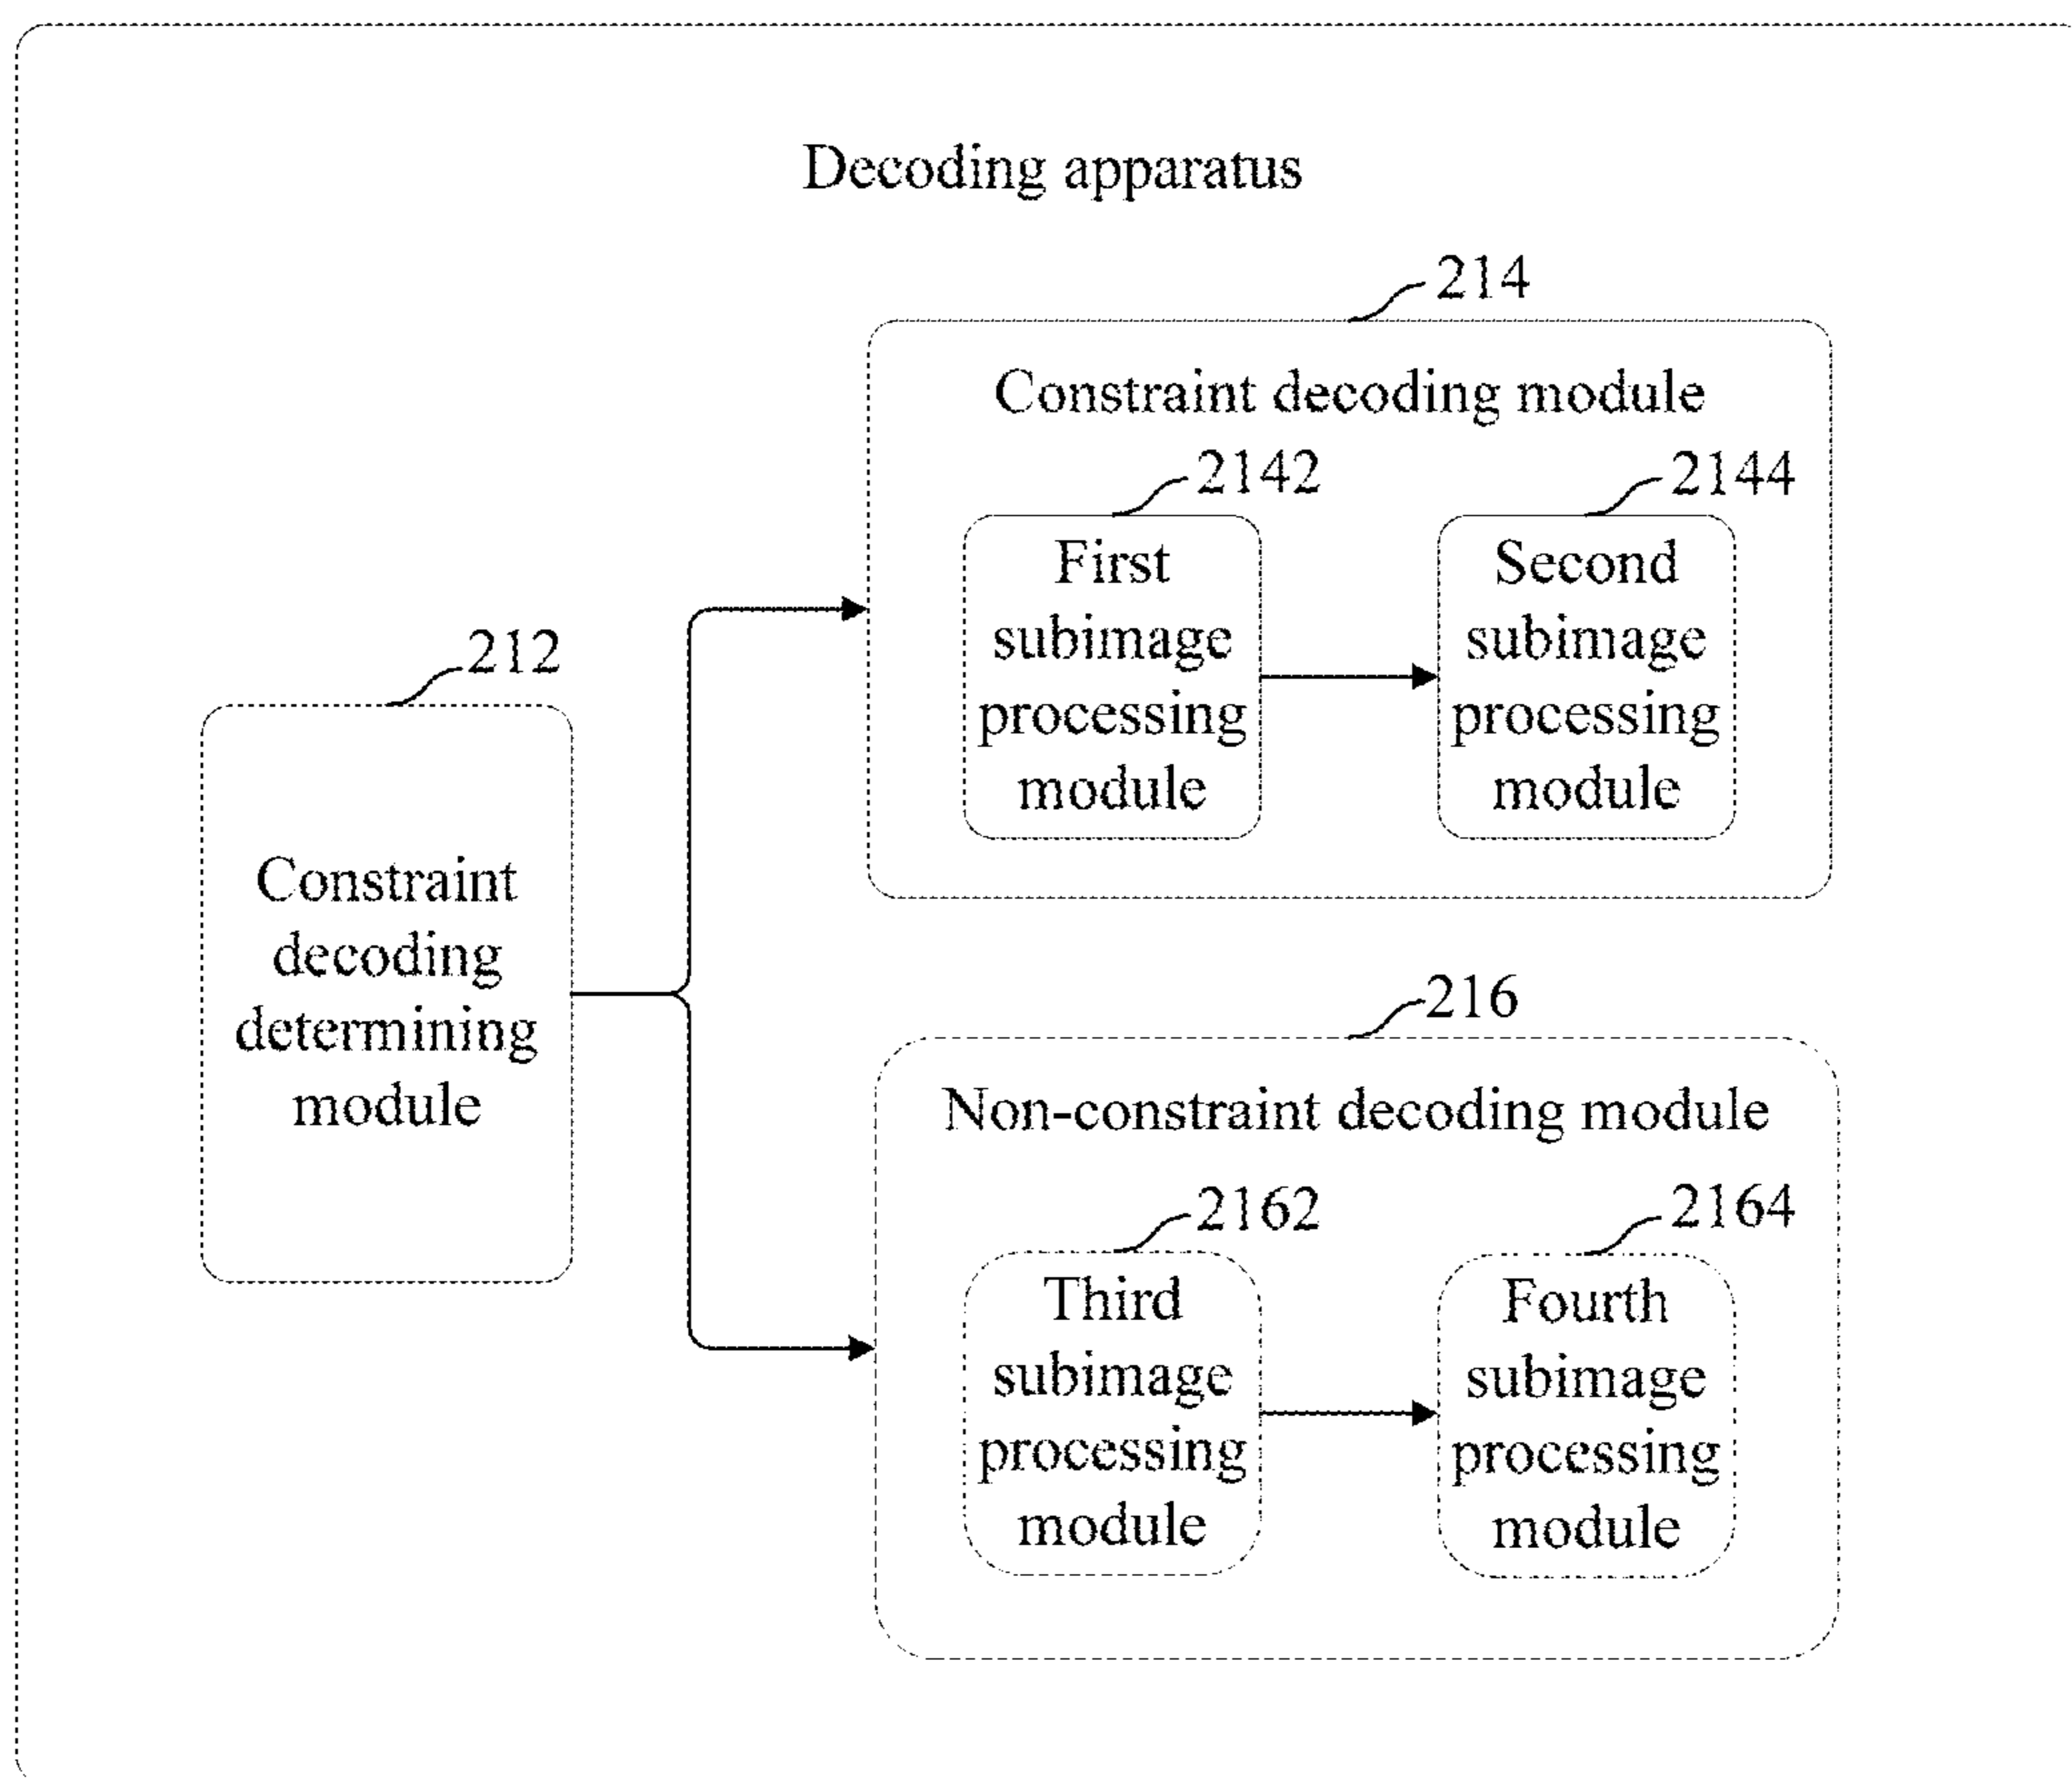 Decoding apparatus
214
Constraint decoding module
2142
2144
First
subimage
processing
module
Second
subimage
processing
module
212
Constraint
decoding
determining
module
216
Non-constraint decoding module
2162
2164
Third
subimage
processing
module
Fourth
subimage
processing
module